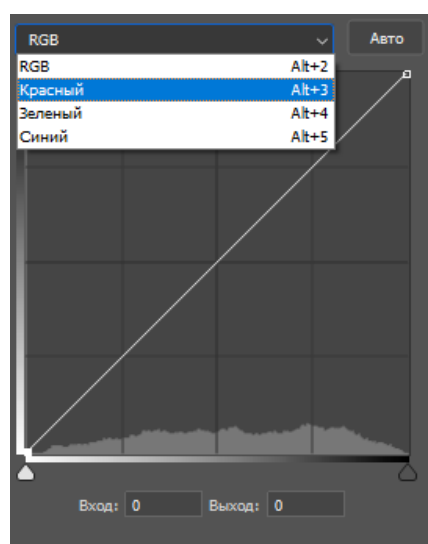 RGB Авто
RGB Alt+2
Красный Alt+3
Зеленый Alt+4
Синий Alt+5
Вход: 0 Выход: 0